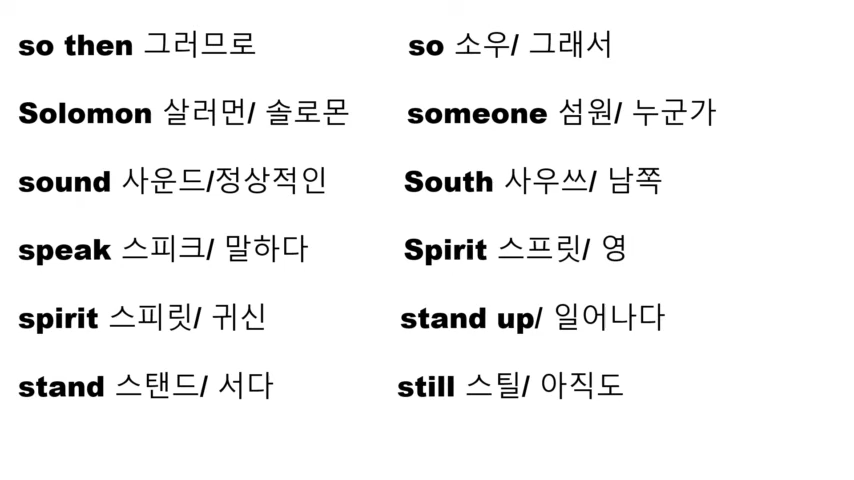 so then 그러므로 so 소우/ 그래서
Solomon 살러먼/ 솔로몬 someone 섬원/ 누군가
sound 사운드/정상적인 South 사우쓰/ 남쪽
speak 스피크/ 말하다 Spirit 스프릿/ 영
spirit 스피릿/ 귀신 stand up/ 일어나다
stand 스탠드/ 서다 still 스틸/ 아직도